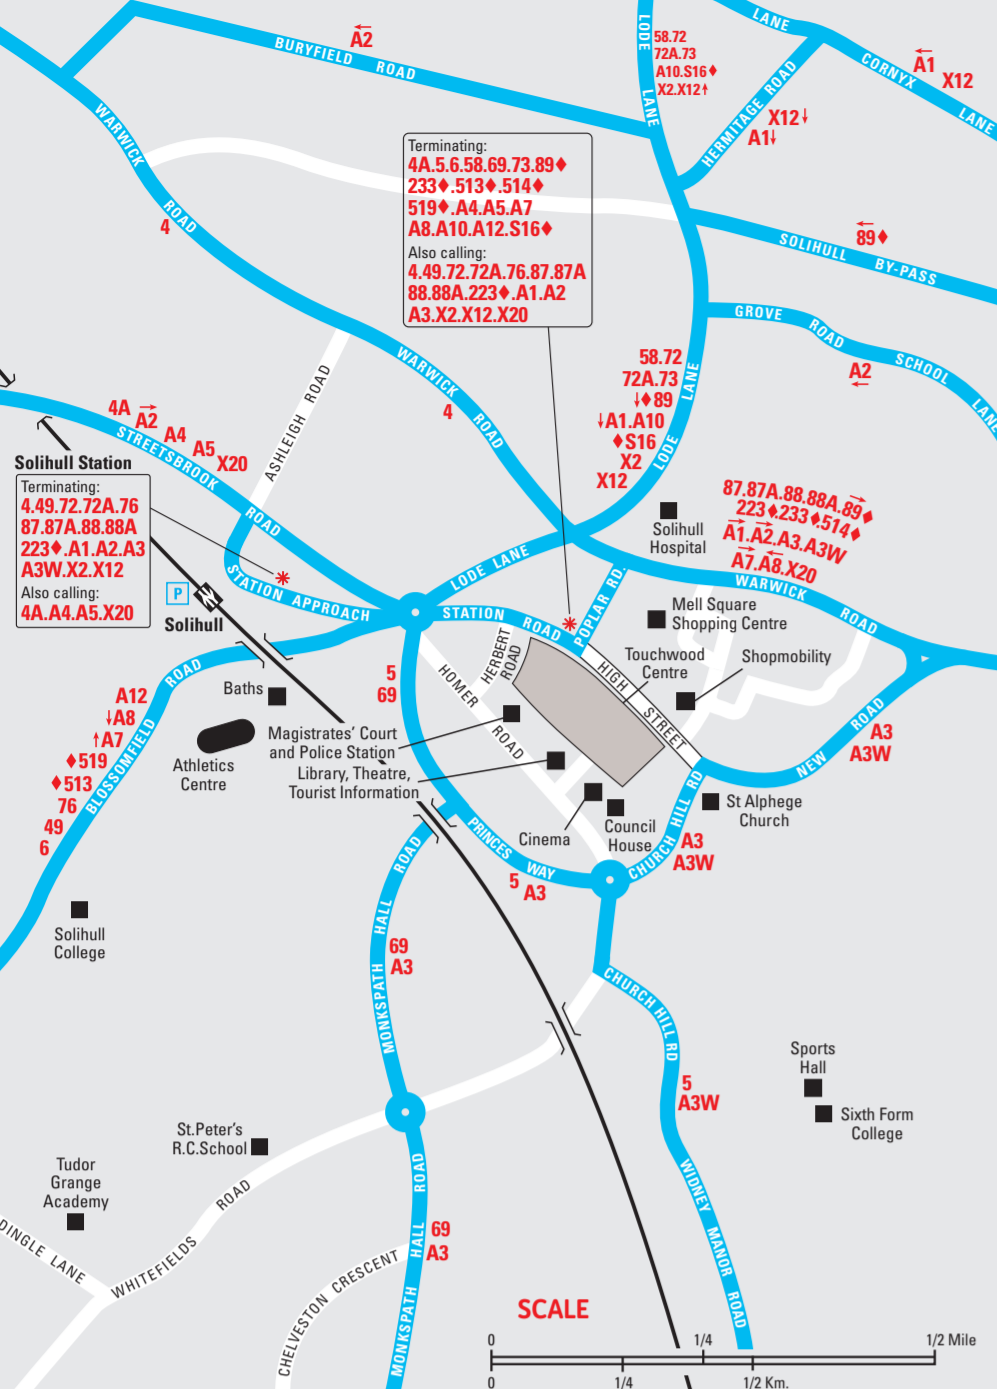 LANE
CORNYX
LANE
← A1
X12
← A2
BURYFIELD ROAD
LODE LANE
58.72
72A.73
A10.S16♦
X2.X12↑
HERMITAGE ROAD
X12↓
A1↓
WARWICK ROAD
4
Terminating:
4A.5.6.58.69.73.89♦
233♦.513♦.514♦
519♦.A4.A5.A7
A8.A10.A12.S16♦
Also calling:
4.49.72.72A.76.87.87A
88.88A.223♦.A1.A2
A3.X2.X12.X20
← 89♦
SOLIHULL BY-PASS
GROVE ROAD
SCHOOL LANE
A2 ←
WARWICK ROAD
4
58.72
72A.73
↓♦89
↓A1.A10
♦S16
X2
X12
LODE LANE
ASHLEIGH ROAD
4A → A2 A4 A5 X20
STREETSBROOK ROAD
Solihull Station
Terminating:
4.49.72.72A.76
87.87A.88.88A
223♦.A1.A2.A3
A3W.X2.X12
Also calling:
4A.A4.A5.X20
P
Solihull
STATION APPROACH
LODE LANE
STATION ROAD
POPLAR RD.
Solihull
Hospital
87.87A.88.88A.→89♦
223♦.233♦.514♦
→A1.→A2.A3.A3W
→A7.←A8.X20
WARWICK ROAD
Mell Square
Shopping Centre
Touchwood
Centre
Shopmobility
HERBERT
ROAD
HOMER ROAD
HIGH STREET
5
69
Baths
Athletics
Centre
A12
↓A8
↑A7
♦519
♦513
76
49
6
BLOSSOMFIELD ROAD
Magistrates' Court
and Police Station
Library, Theatre,
Tourist Information
Cinema
Council
House
St Alphege
Church
NEW ROAD
A3
A3W
CHURCH HILL RD
A3
A3W
PRINCES WAY
5 A3
Solihull
College
MONKSPATH HALL ROAD
69
A3
CHURCH HILL RD
5
A3W
WIDNEY MANOR ROAD
Sports
Hall
Sixth Form
College
St.Peter's
R.C.School
Tudor
Grange
Academy
DINGLE LANE
WHITEFIELDS ROAD
MONKSPATH HALL ROAD
69
A3
CHELVESTON CRESCENT
SCALE
0 1/4 1/2 Mile
0 1/4 1/2 Km.